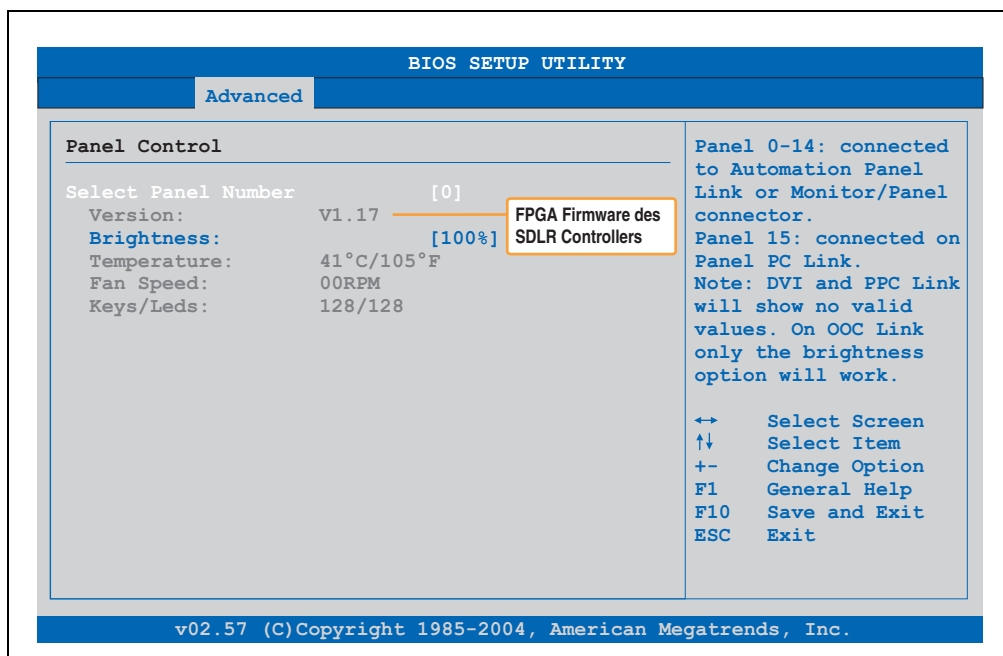 BIOS SETUP UTILITY
Advanced
Panel Control
Select Panel Number [0]
Version: V1.17
FPGA Firmware des
SDLR Controllers
Brightness: [100%]
Temperature: 41°C/105°F
Fan Speed: 00RPM
Keys/Leds: 128/128
Panel 0-14: connected
to Automation Panel
Link or Monitor/Panel
connector.
Panel 15: connected on
Panel PC Link.
Note: DVI and PPC Link
will show no valid
values. On OOC Link
only the brightness
option will work.
↔ Select Screen
↑↓ Select Item
+- Change Option
F1 General Help
F10 Save and Exit
ESC Exit
v02.57 (C)Copyright 1985-2004, American Megatrends, Inc.